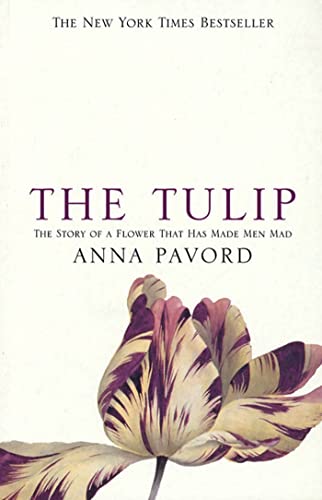 THE NEW YORK TIMES BESTSELLER
THE TULIP
THE STORY OF A FLOWER THAT HAS MADE MEN MAD
ANNA PAVORD